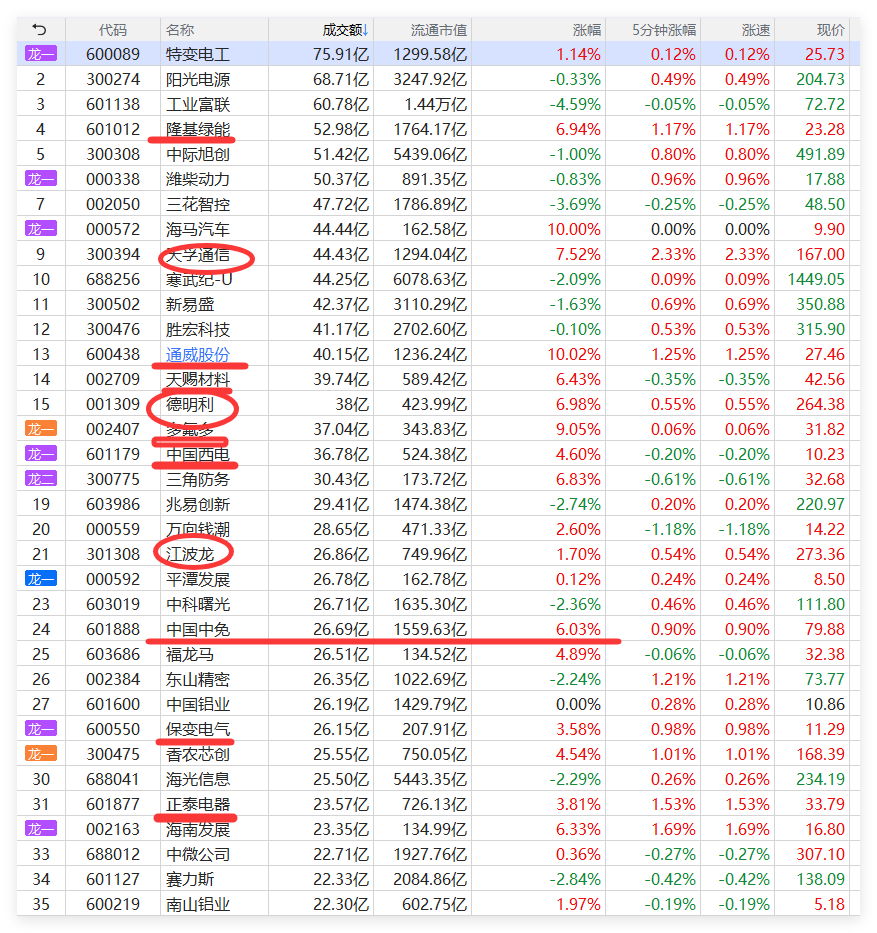 代码 名称 成交额↓ 流通市值 涨幅 5分钟涨幅 涨速 现价
龙一 600089 特变电工 75.91亿 1299.58亿 1.14% 0.12% 0.12% 25.73
2 300274 阳光电源 68.71亿 3247.92亿 -0.33% 0.49% 0.49% 204.73
3 601138 工业富联 60.78亿 1.44万亿 -4.59% -0.05% -0.05% 72.72
4 601012 隆基绿能 52.98亿 1764.17亿 6.94% 1.17% 1.17% 23.28
5 300308 中际旭创 51.42亿 5439.06亿 -1.00% 0.80% 0.80% 491.89
龙一 000338 潍柴动力 50.37亿 891.35亿 -0.83% 0.96% 0.96% 17.88
7 002050 三花智控 47.72亿 1786.89亿 -3.69% -0.25% -0.25% 48.50
龙一 000572 海马汽车 44.44亿 162.58亿 10.00% 0.00% 0.00% 9.90
9 300394 天孚通信 44.43亿 1294.04亿 7.52% 2.33% 2.33% 167.00
10 688256 寒武纪-U 44.25亿 6078.63亿 -2.09% 0.09% 0.09% 1449.05
11 300502 新易盛 42.37亿 3110.29亿 -1.63% 0.69% 0.69% 350.88
12 300476 胜宏科技 41.17亿 2702.60亿 -0.10% 0.53% 0.53% 315.90
13 600438 通威股份 40.15亿 1236.24亿 10.02% 1.25% 1.25% 27.46
14 002709 天赐材料 39.74亿 589.42亿 6.43% -0.35% -0.35% 42.56
15 001309 德明利 38亿 423.99亿 6.98% 0.55% 0.55% 264.38
龙一 002407 多氟多 37.04亿 343.83亿 9.05% 0.06% 0.06% 31.82
龙一 601179 中国西电 36.78亿 524.38亿 4.60% -0.20% -0.20% 10.23
龙二 300775 三角防务 30.43亿 173.72亿 6.83% -0.61% -0.61% 32.68
19 603986 兆易创新 29.41亿 1474.38亿 -2.74% 0.20% 0.20% 220.97
20 000559 万向钱潮 28.65亿 471.33亿 2.60% -1.18% -1.18% 14.22
21 301308 江波龙 26.86亿 749.96亿 1.70% 0.54% 0.54% 273.36
龙一 000592 平潭发展 26.78亿 162.78亿 0.12% 0.24% 0.24% 8.50
23 603019 中科曙光 26.71亿 1635.30亿 -2.36% 0.46% 0.46% 111.80
24 601888 中国中免 26.69亿 1559.63亿 6.03% 0.90% 0.90% 79.88
25 603686 福龙马 26.51亿 134.52亿 4.89% -0.06% -0.06% 32.38
26 002384 东山精密 26.35亿 1022.69亿 -2.24% 1.21% 1.21% 73.77
27 601600 中国铝业 26.19亿 1429.79亿 0.00% 0.28% 0.28% 10.86
龙一 600550 保变电气 26.15亿 207.91亿 3.58% 0.98% 0.98% 11.29
龙一 300475 香农芯创 25.55亿 750.05亿 4.54% 1.01% 1.01% 168.39
30 688041 海光信息 25.50亿 5443.35亿 -2.29% 0.26% 0.26% 234.19
31 601877 正泰电器 23.57亿 726.13亿 3.81% 1.53% 1.53% 33.79
龙一 002163 海南发展 23.35亿 134.99亿 6.33% 1.69% 1.69% 16.80
33 688012 中微公司 22.71亿 1927.76亿 0.36% -0.27% -0.27% 307.10
34 601127 赛力斯 22.33亿 2084.86亿 -2.84% -0.42% -0.42% 138.09
35 600219 南山铝业 22.30亿 602.75亿 1.97% -0.19% -0.19% 5.18